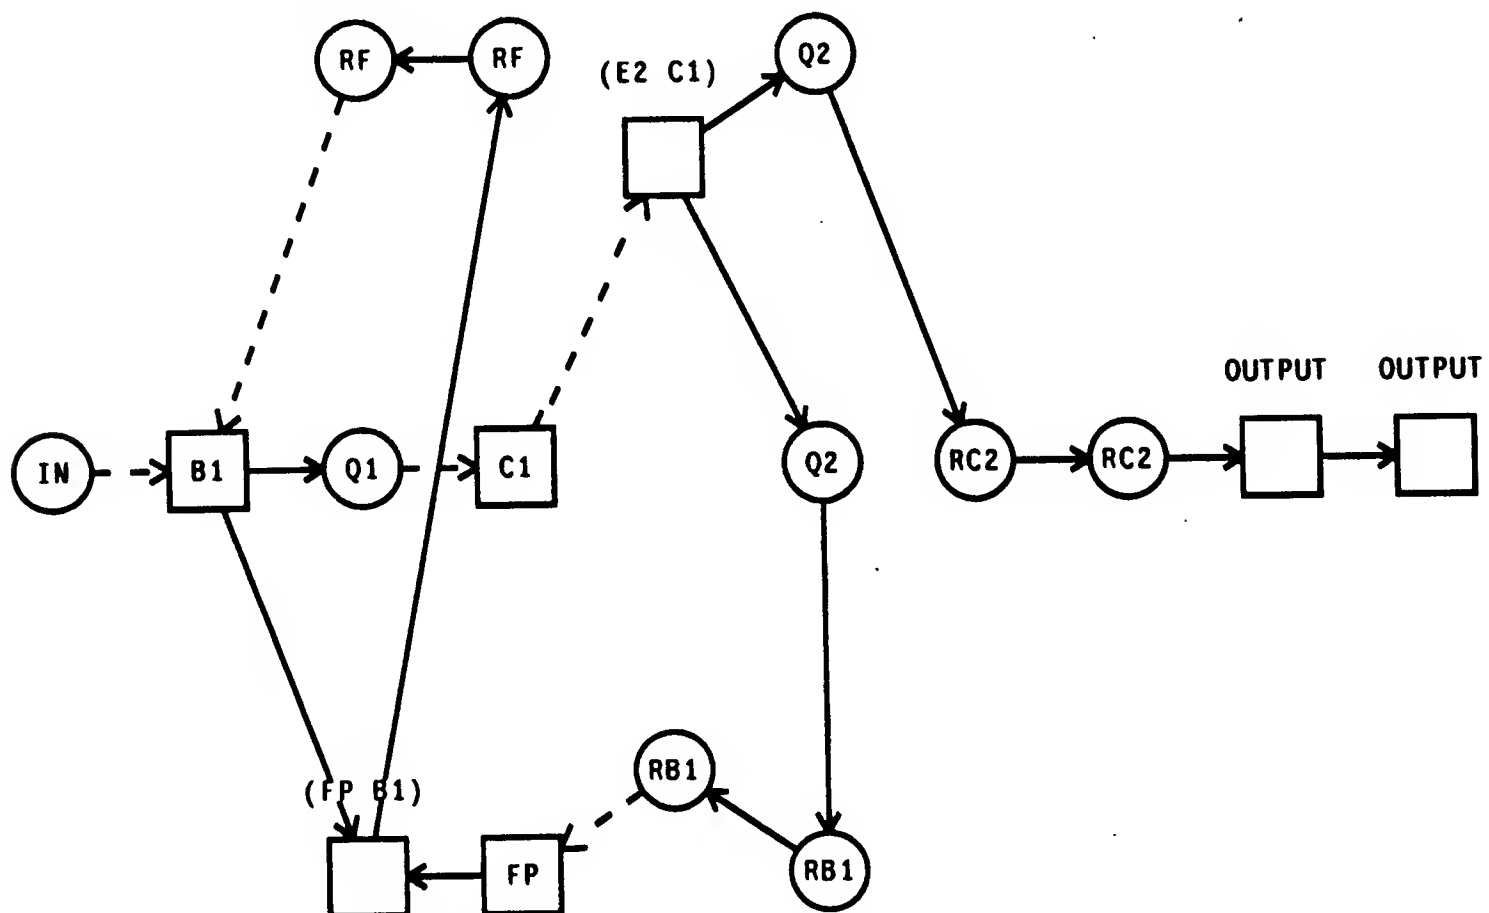 RF
RF
(E2 C1)
Q2
OUTPUT
OUTPUT
IN
B1
Q1
C1
Q2
RC2
RC2
(FP B1)
RB1
FP
RB1